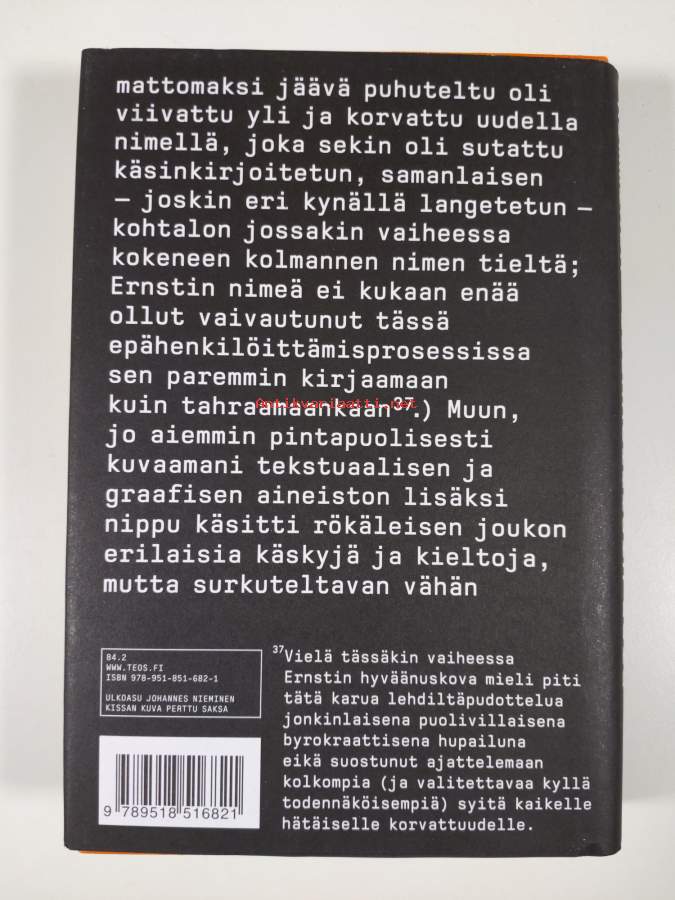 mattomaksi jäävä puhuteltu oli
viivattu yli ja korvattu uudella
nimellä, joka sekin oli sutattu
käsinkirjoitetun, samanlaisen
– joskin eri kynällä langetetun –
kohtalon jossakin vaiheessa
kokeneen kolmannen nimen tieltä;
Ernstin nimeä ei kukaan enää
ollut vaivautunut tässä
epähenkilöittämisprosessissa
sen paremmin kirjaamaan
kuin tahraamaankaan³⁷.) Muun,
Antikvariaatti.net
jo aiemmin pintapuolisesti
kuvaamani tekstuaalisen ja
graafisen aineiston lisäksi
nippu käsitti rökäleisen joukon
erilaisia käskyjä ja kieltoja,
mutta surkuteltavan vähän
84.2
WWW.TEOS.FI
ISBN 978-951-851-682-1
ULKOASU JOHANNES NIEMINEN
KISSAN KUVA PERTTU SAKSA
9 789518 516821
³⁷Vielä tässäkin vaiheessa
Ernstin hyväänuskova mieli piti
tätä karua lehdiltäpudottelua
jonkinlaisena puolivillaisena
byrokraattisena hupailuna
eikä suostunut ajattelemaan
kolkompia (ja valitettavaa kyllä
todennäköisempiä) syitä kaikelle
hätäiselle korvattuudelle.